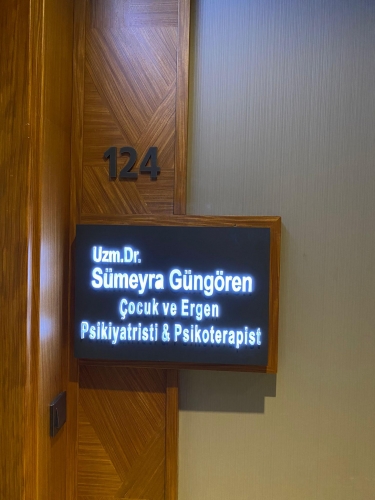 124
Uzm.Dr.
Sümeyra Güngören
Çocuk ve Ergen
Psikiyatristi & Psikoterapist